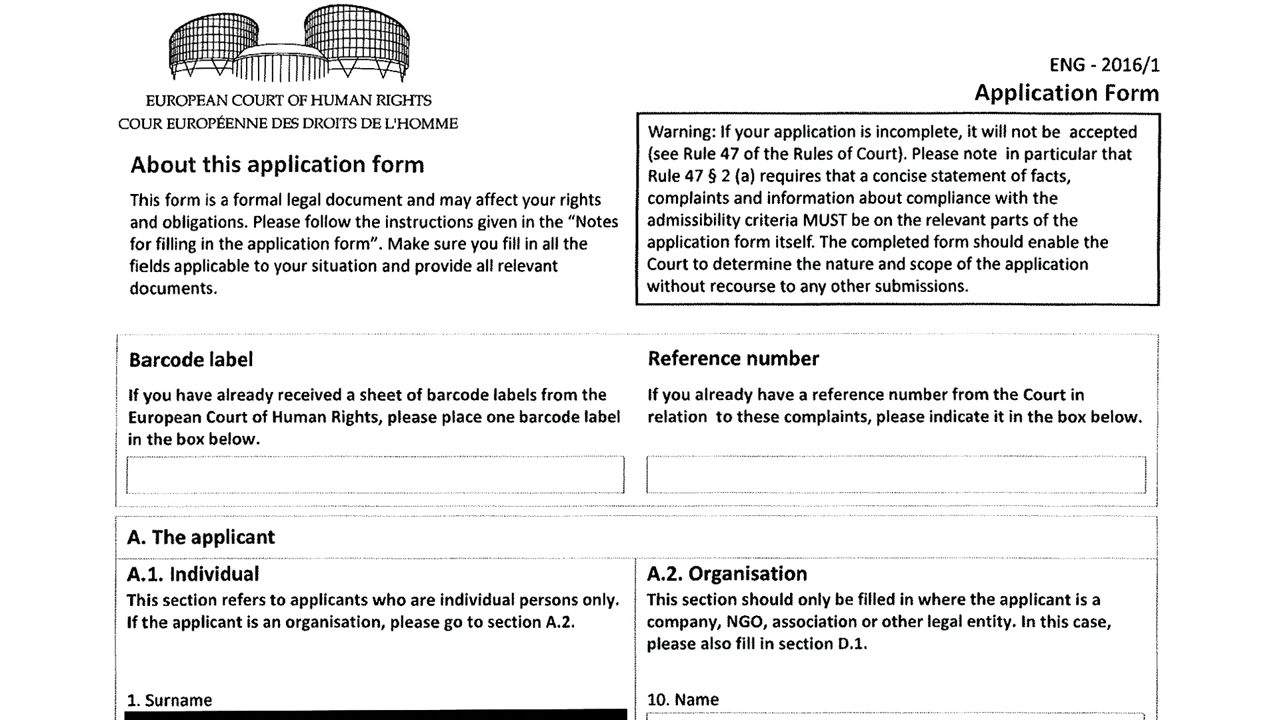 EUROPEAN COURT OF HUMAN RIGHTS
COUR EUROPÉENNE DES DROITS DE L'HOMME
ENG - 2016/1
Application Form
About this application form
This form is a formal legal document and may affect your rights
and obligations. Please follow the instructions given in the “Notes
for filling in the application form”. Make sure you fill in all the
fields applicable to your situation and provide all relevant
documents.
Warning: If your application is incomplete, it will not be accepted
(see Rule 47 of the Rules of Court). Please note in particular that
Rule 47 § 2 (a) requires that a concise statement of facts,
complaints and information about compliance with the
admissibility criteria MUST be on the relevant parts of the
application form itself. The completed form should enable the
Court to determine the nature and scope of the application
without recourse to any other submissions.
Barcode label
If you have already received a sheet of barcode labels from the
European Court of Human Rights, please place one barcode label
in the box below.
Reference number
If you already have a reference number from the Court in
relation to these complaints, please indicate it in the box below.
A. The applicant
A.1. Individual
This section refers to applicants who are individual persons only.
If the applicant is an organisation, please go to section A.2.
1. Surname
A.2. Organisation
This section should only be filled in where the applicant is a
company, NGO, association or other legal entity. In this case,
please also fill in section D.1.
10. Name